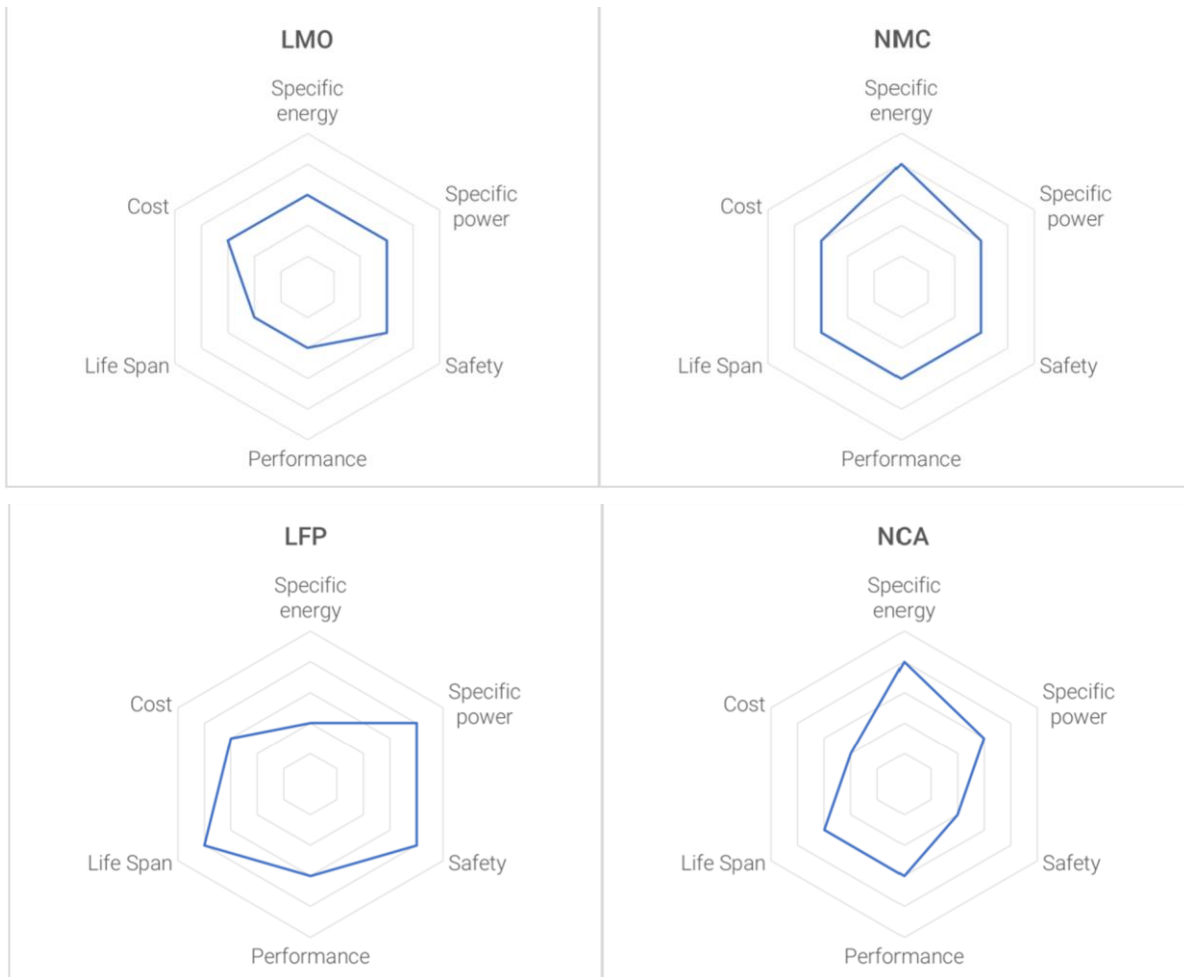 LMO
Specific
energy
Cost
Specific
power
Life Span
Safety
Performance
NMC
Specific
energy
Cost
Specific
power
Life Span
Safety
Performance
LFP
Specific
energy
Cost
Specific
power
Life Span
Safety
Performance
NCA
Specific
energy
Cost
Specific
power
Life Span
Safety
Performance